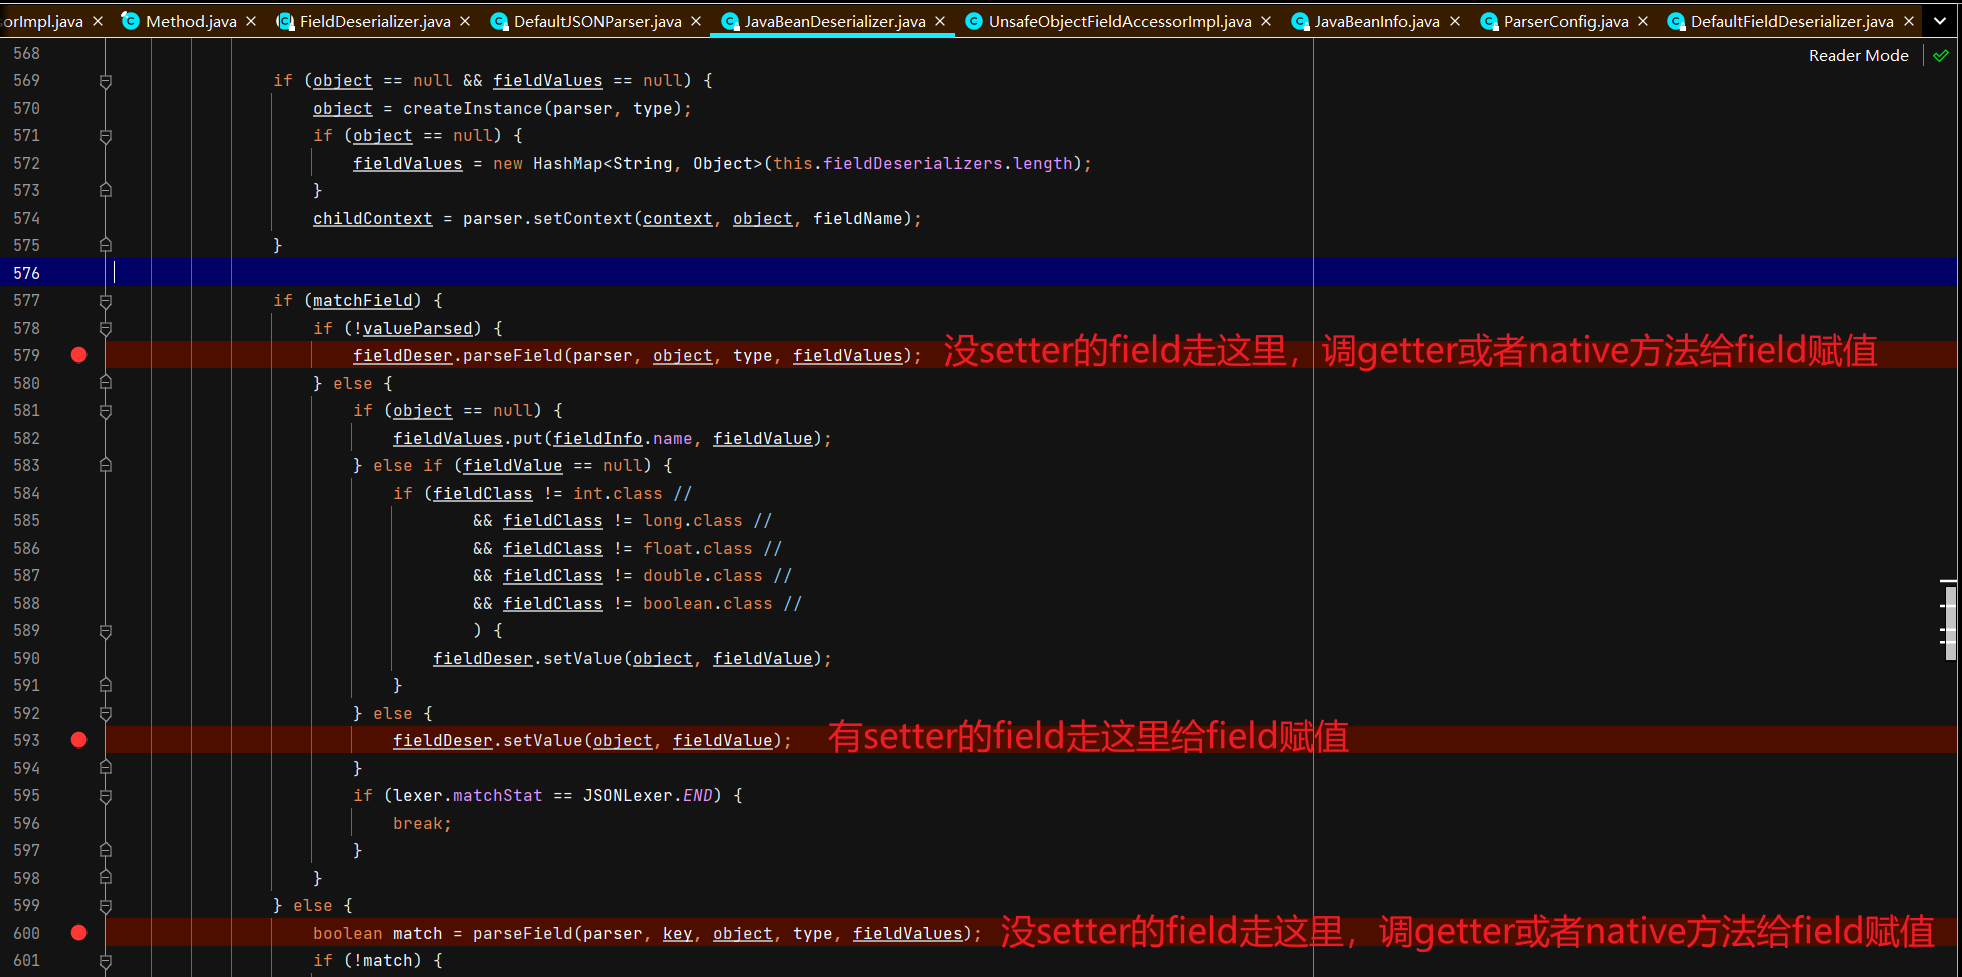 sorImpl.java × Method.java × FieldDeserializer.java × DefaultJSONParser.java × JavaBeanDeserializer.java × UnsafeObjectFieldAccessorImpl.java × JavaBeanInfo.java × ParserConfig.java × DefaultFieldDeserializer.java ×
Reader Mode
568
569 if (object == null && fieldValues == null) {
570 object = createInstance(parser, type);
571 if (object == null) {
572 fieldValues = new HashMap<String, Object>(this.fieldDeserializers.length);
573 }
574 childContext = parser.setContext(context, object, fieldName);
575 }
576
577 if (matchField) {
578 if (!valueParsed) {
579 fieldDeser.parseField(parser, object, type, fieldValues); 没setter的field走这里，调getter或者native方法给field赋值
580 } else {
581 if (object == null) {
582 fieldValues.put(fieldInfo.name, fieldValue);
583 } else if (fieldValue == null) {
584 if (fieldClass != int.class //
585 && fieldClass != long.class //
586 && fieldClass != float.class //
587 && fieldClass != double.class //
588 && fieldClass != boolean.class //
589 ) {
590 fieldDeser.setValue(object, fieldValue);
591 }
592 } else {
593 fieldDeser.setValue(object, fieldValue); 有setter的field走这里给field赋值
594 }
595 if (lexer.matchStat == JSONLexer.END) {
596 break;
597 }
598 }
599 } else {
600 boolean match = parseField(parser, key, object, type, fieldValues); 没setter的field走这里，调getter或者native方法给field赋值
601 if (!match) {